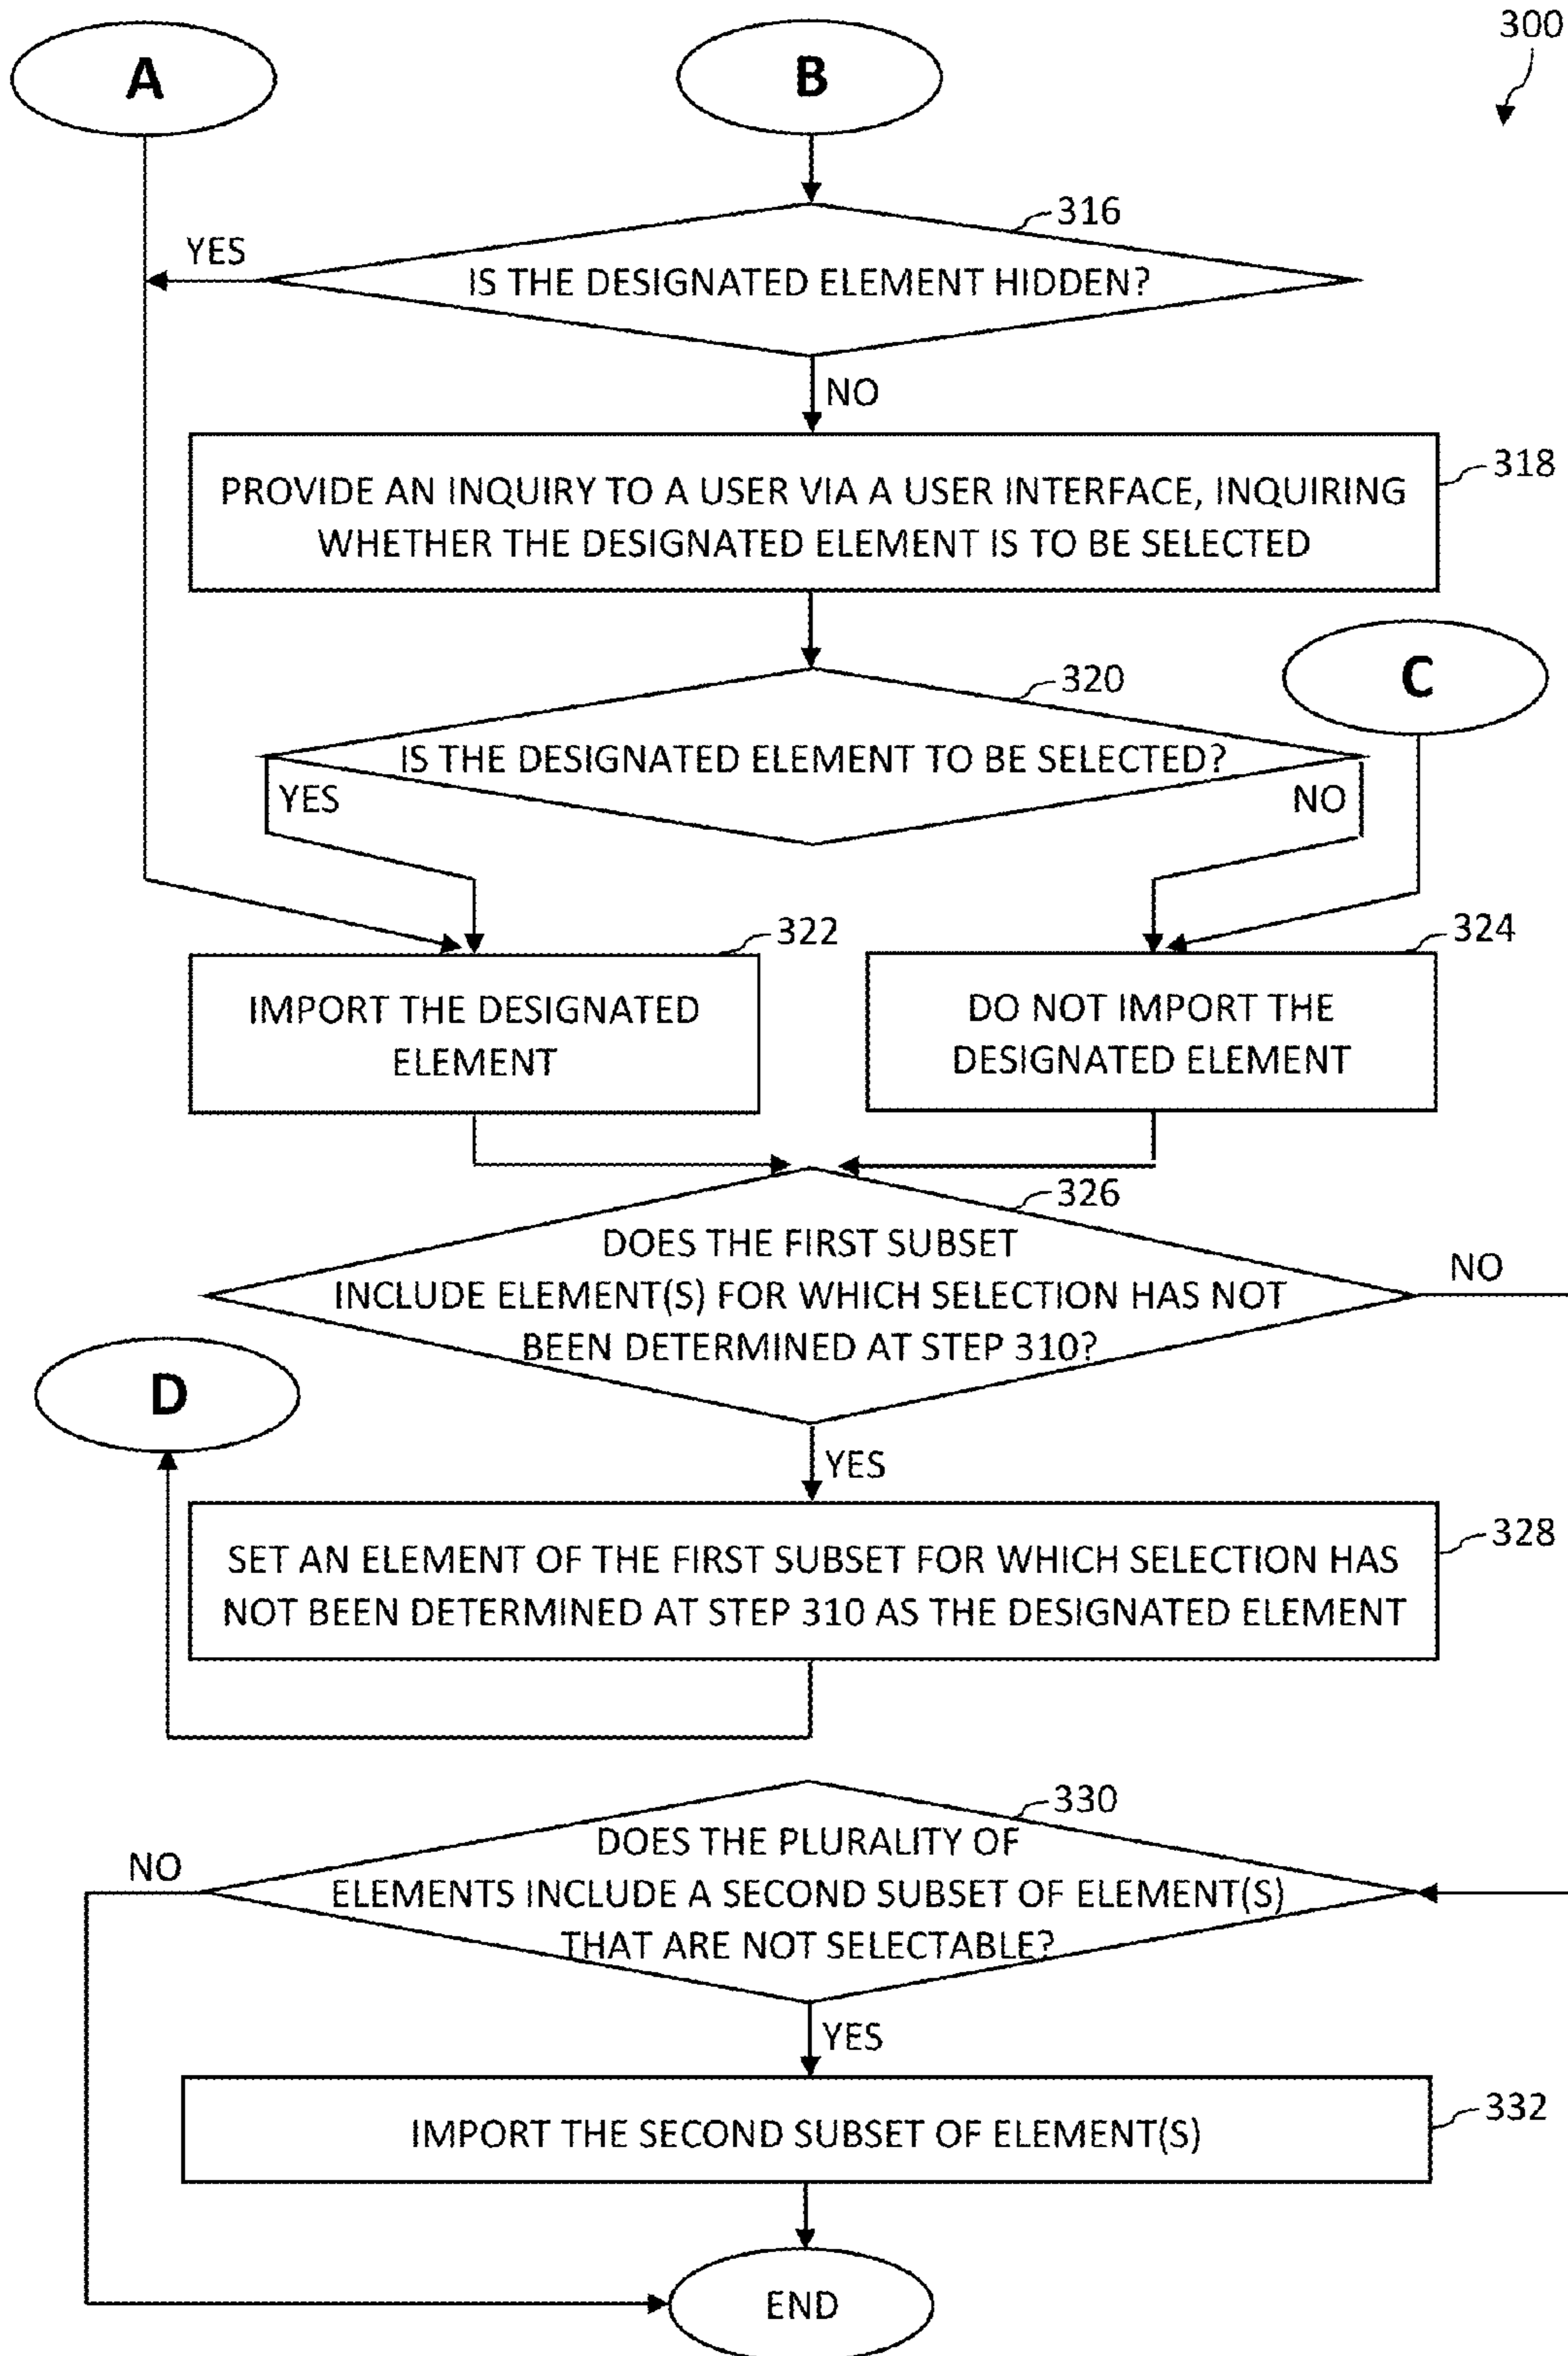 300
A
B
316
YES
IS THE DESIGNATED ELEMENT HIDDEN?
NO
318
PROVIDE AN INQUIRY TO A USER VIA A USER INTERFACE, INQUIRING
WHETHER THE DESIGNATED ELEMENT IS TO BE SELECTED
320
C
IS THE DESIGNATED ELEMENT TO BE SELECTED?
YES
NO
322
324
IMPORT THE DESIGNATED
ELEMENT
DO NOT IMPORT THE
DESIGNATED ELEMENT
326
DOES THE FIRST SUBSET
INCLUDE ELEMENT(S) FOR WHICH SELECTION HAS NOT
BEEN DETERMINED AT STEP 310?
NO
D
YES
328
SET AN ELEMENT OF THE FIRST SUBSET FOR WHICH SELECTION HAS
NOT BEEN DETERMINED AT STEP 310 AS THE DESIGNATED ELEMENT
330
DOES THE PLURALITY OF
ELEMENTS INCLUDE A SECOND SUBSET OF ELEMENT(S)
THAT ARE NOT SELECTABLE?
NO
YES
332
IMPORT THE SECOND SUBSET OF ELEMENT(S)
END